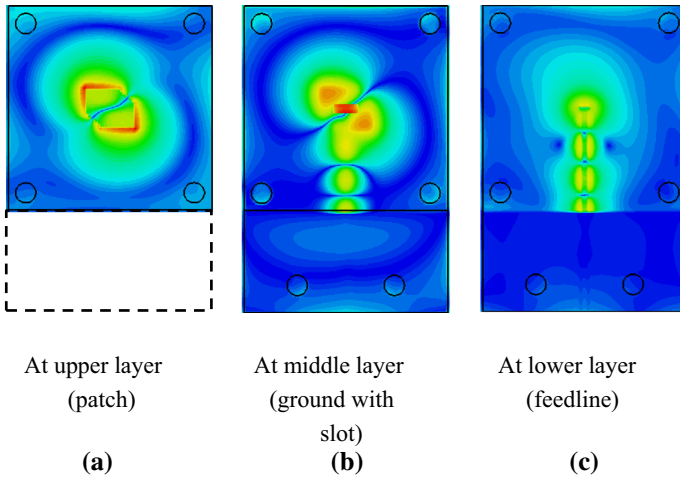 At upper layer
(patch)
(a)
At middle layer
(ground with
slot)
(b)
At lower layer
(feedline)
(c)